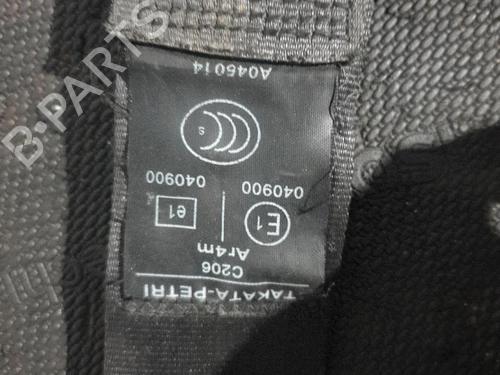 TAKATA-PETRI
C206
Ar4m
E1 e1
040900 040900
S
A045014
B-PARTS